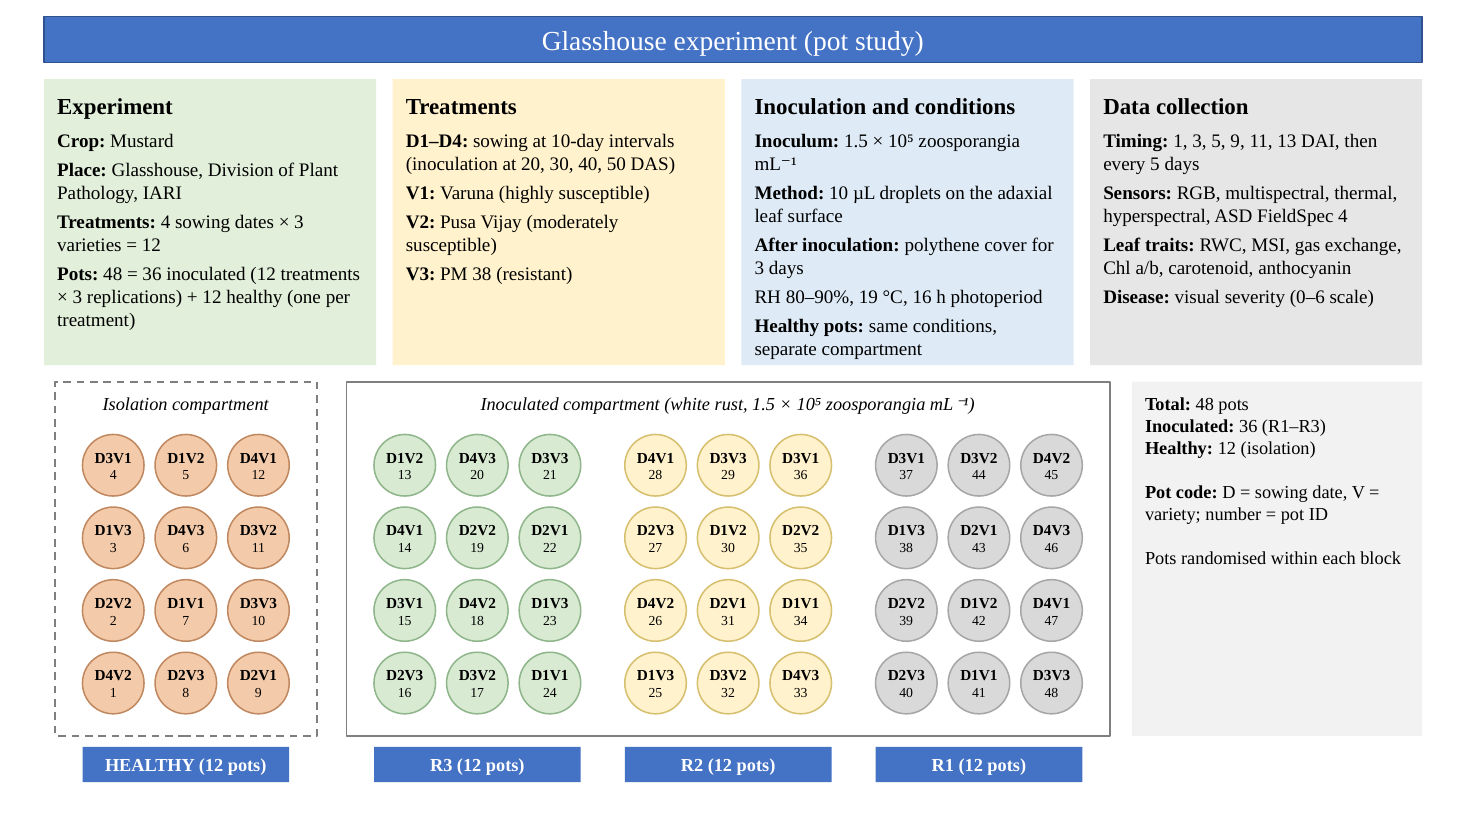 Glasshouse experiment (pot study)
Experiment
Crop: Mustard
Place: Glasshouse, Division of Plant
Pathology, IARI
Treatments: 4 sowing dates × 3
varieties = 12
Pots: 48 = 36 inoculated (12 treatments
× 3 replications) + 12 healthy (one per
treatment)
Treatments
D1–D4: sowing at 10-day intervals
(inoculation at 20, 30, 40, 50 DAS)
V1: Varuna (highly susceptible)
V2: Pusa Vijay (moderately
susceptible)
V3: PM 38 (resistant)
Inoculation and conditions
Inoculum: 1.5 × 10⁵ zoosporangia
mL⁻¹
Method: 10 µL droplets on the adaxial
leaf surface
After inoculation: polythene cover for
3 days
RH 80–90%, 19 °C, 16 h photoperiod
Healthy pots: same conditions,
separate compartment
Data collection
Timing: 1, 3, 5, 9, 11, 13 DAI, then
every 5 days
Sensors: RGB, multispectral, thermal,
hyperspectral, ASD FieldSpec 4
Leaf traits: RWC, MSI, gas exchange,
Chl a/b, carotenoid, anthocyanin
Disease: visual severity (0–6 scale)
Isolation compartment
D3V1 D1V2 D4V1
4 5 12
D1V3 D4V3 D3V2
3 6 11
D2V2 D1V1 D3V3
2 7 10
D4V2 D2V3 D2V1
1 8 9
HEALTHY (12 pots)
Inoculated compartment (white rust, 1.5 × 10⁵ zoosporangia mL⁻¹)
D1V2 D4V3 D3V3
13 20 21
D4V1 D2V2 D2V1
14 19 22
D3V1 D4V2 D1V3
15 18 23
D2V3 D3V2 D1V1
16 17 24
R3 (12 pots)
D4V1 D3V3 D3V1
28 29 36
D2V3 D1V2 D2V2
27 30 35
D4V2 D2V1 D1V1
26 31 34
D1V3 D3V2 D4V3
25 32 33
R2 (12 pots)
D3V1 D3V2 D4V2
37 44 45
D1V3 D2V1 D4V3
38 43 46
D2V2 D1V2 D4V1
39 42 47
D2V3 D1V1 D3V3
40 41 48
R1 (12 pots)
Total: 48 pots
Inoculated: 36 (R1–R3)
Healthy: 12 (isolation)
Pot code: D = sowing date, V =
variety; number = pot ID
Pots randomised within each block